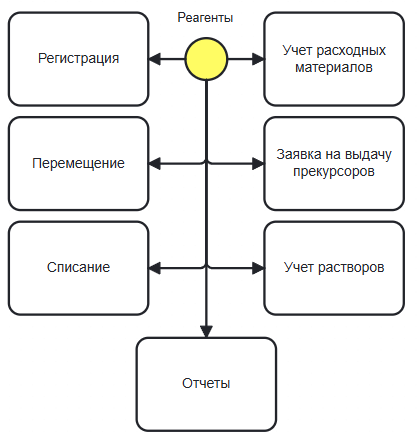 Реагенты
Регистрация
Учет расходных
материалов
Перемещение
Заявка на выдачу
прекурсоров
Списание
Учет растворов
Отчеты